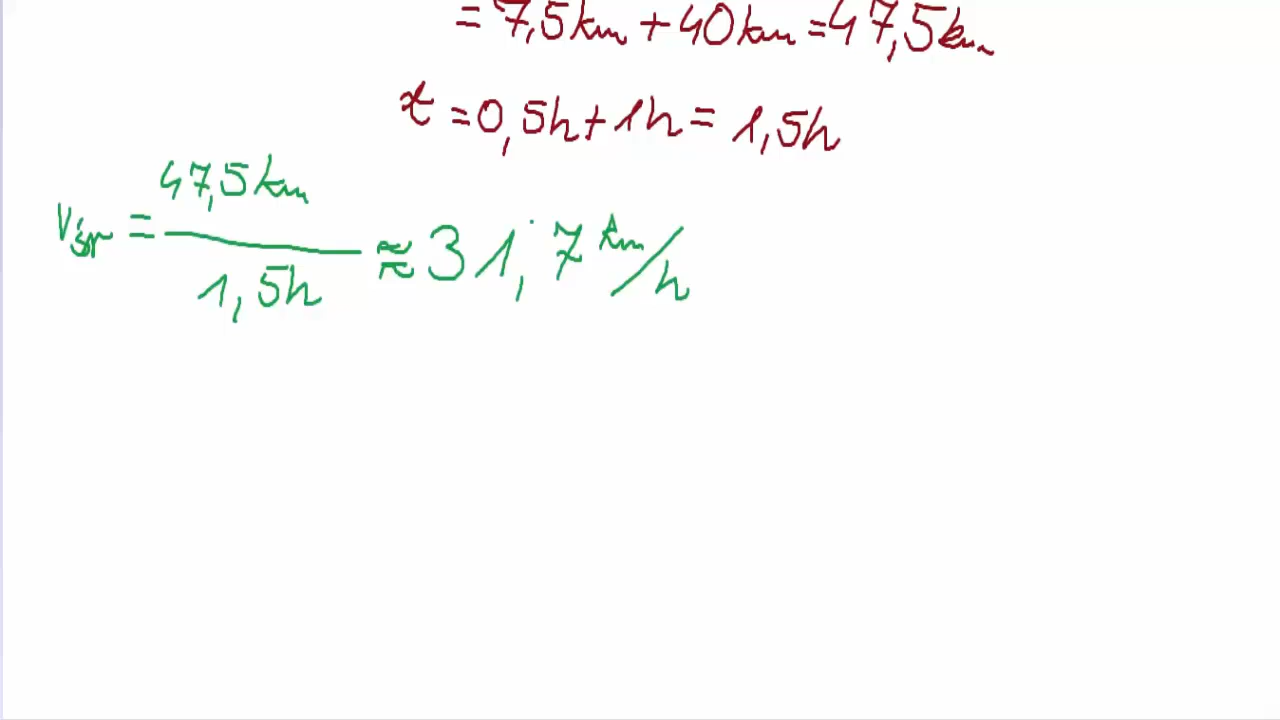 = 7,5km + 40km = 47,5km
t = 0,5h + 1h = 1,5h
vśr = 47,5km / 1,5h ≈ 31,7 km/h